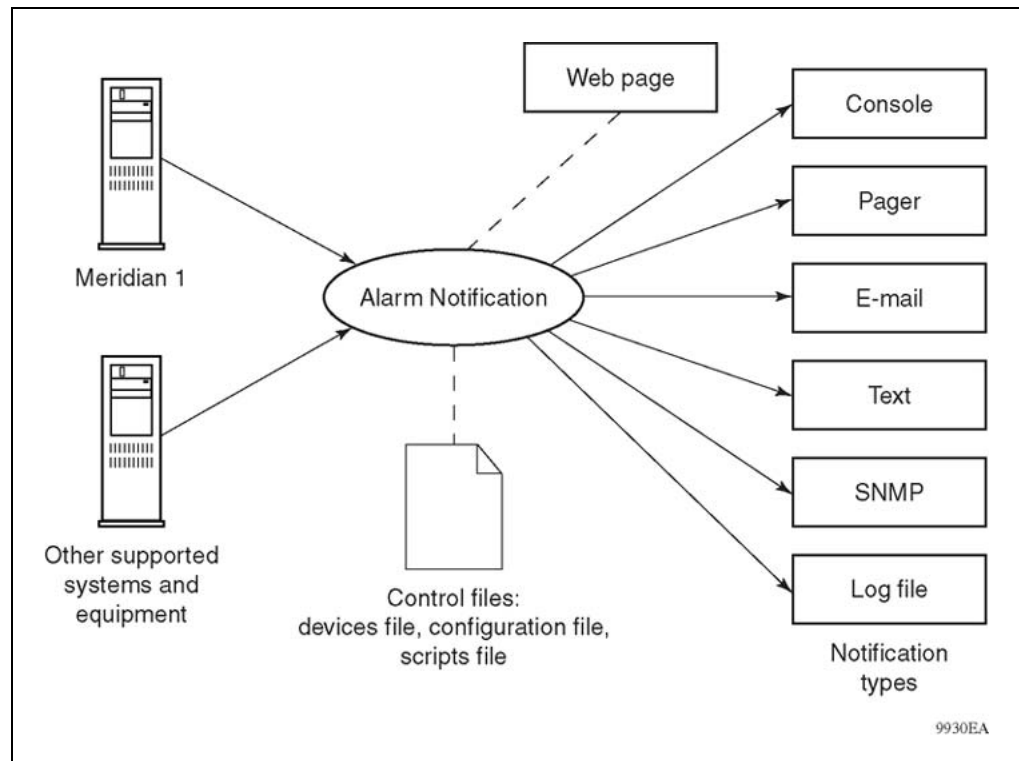 Web page
Console
Pager
Meridian 1
Alarm Notification
E-mail
Text
SNMP
Other supported
systems and
equipment
Control files:
devices file, configuration file,
scripts file
Log file
Notification
types
9930EA